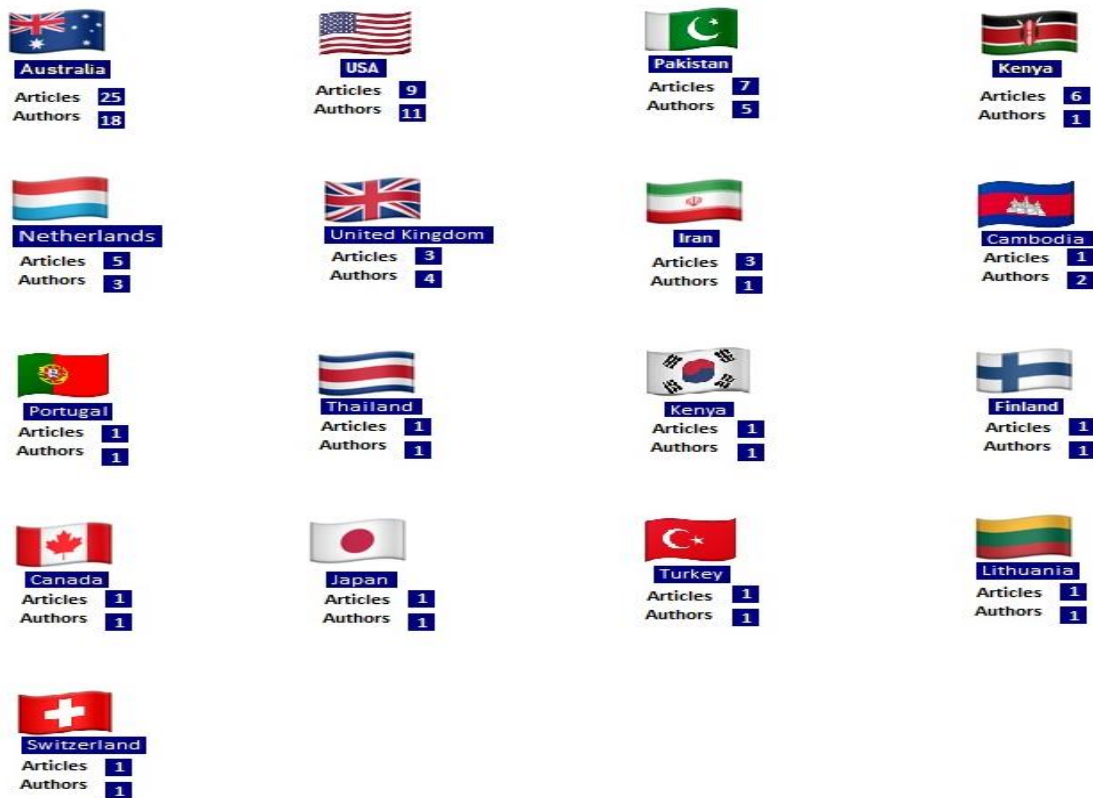 Australia
Articles 25
Authors 18
USA
Articles 9
Authors 11
Pakistan
Articles 7
Authors 5
Kenya
Articles 6
Authors 1
Netherlands
Articles 5
Authors 3
United Kingdom
Articles 3
Authors 4
Iran
Articles 3
Authors 1
Cambodia
Articles 1
Authors 2
Portugal
Articles 1
Authors 1
Thailand
Articles 1
Authors 1
Kenya
Articles 1
Authors 1
Finland
Articles 1
Authors 1
Canada
Articles 1
Authors 1
Japan
Articles 1
Authors 1
Turkey
Articles 1
Authors 1
Lithuania
Articles 1
Authors 1
Switzerland
Articles 1
Authors 1